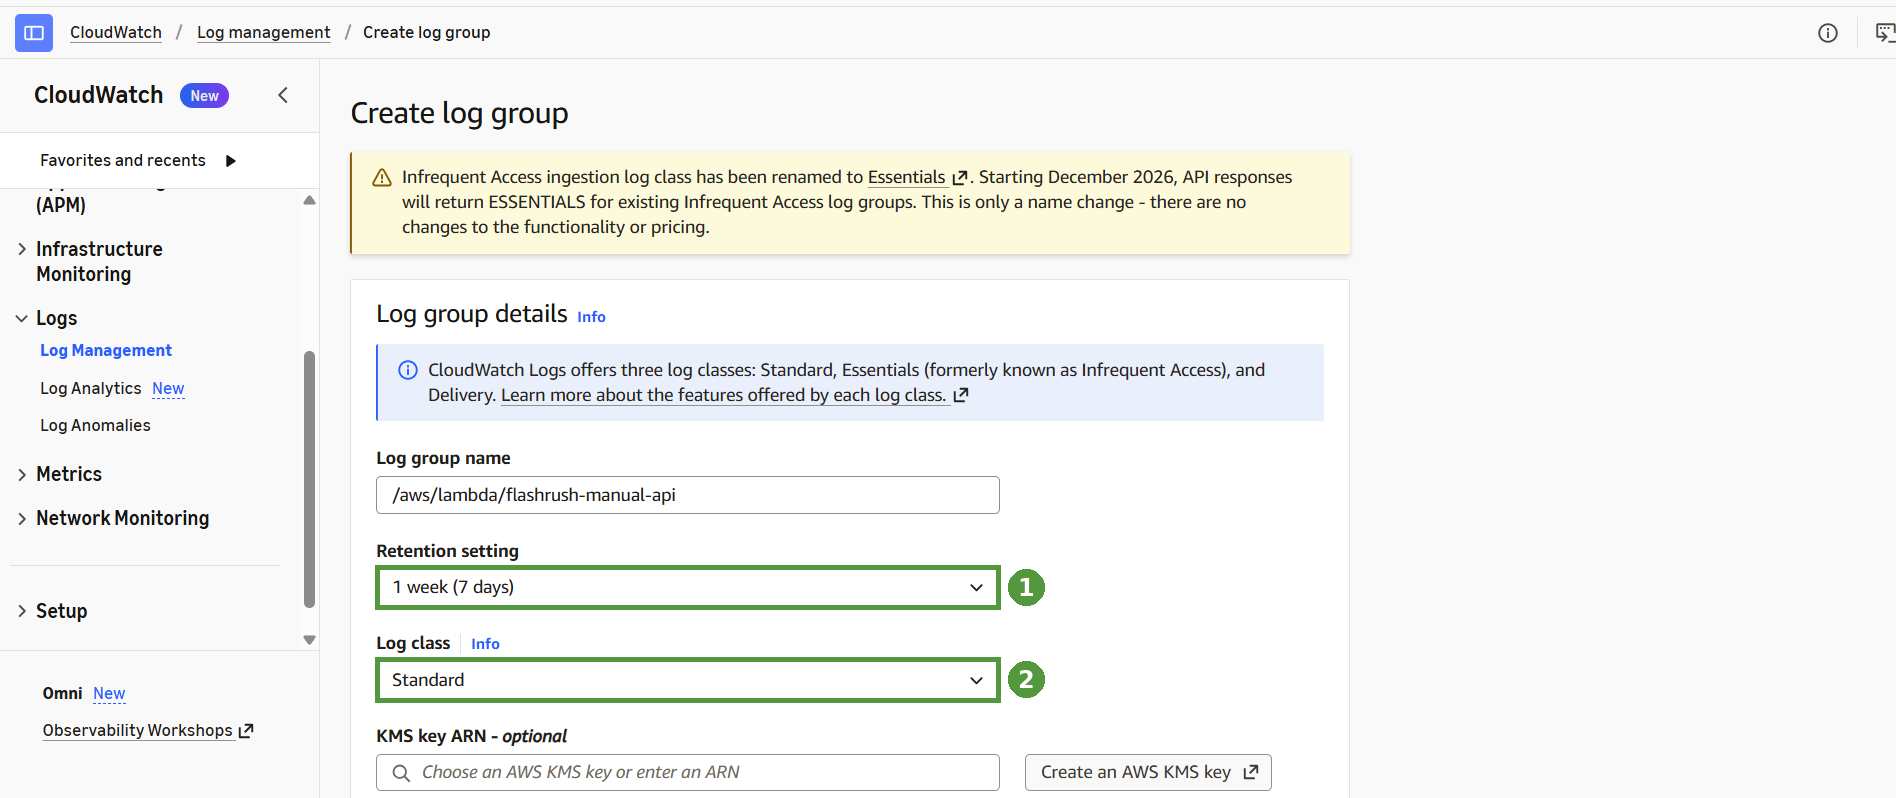 CloudWatch / Log management / Create log group
CloudWatch New
Favorites and recents
(APM)
Infrastructure
Monitoring
Logs
Log Management
Log Analytics New
Log Anomalies
Metrics
Network Monitoring
Setup
Omni New
Observability Workshops
Create log group
Infrequent Access ingestion log class has been renamed to Essentials. Starting December 2026, API responses
will return ESSENTIALS for existing Infrequent Access log groups. This is only a name change - there are no
changes to the functionality or pricing.
Log group details Info
CloudWatch Logs offers three log classes: Standard, Essentials (formerly known as Infrequent Access), and
Delivery. Learn more about the features offered by each log class.
Log group name
/aws/lambda/flashrush-manual-api
Retention setting
1 week (7 days) 1
Log class Info
Standard 2
KMS key ARN - optional
Choose an AWS KMS key or enter an ARN
Create an AWS KMS key